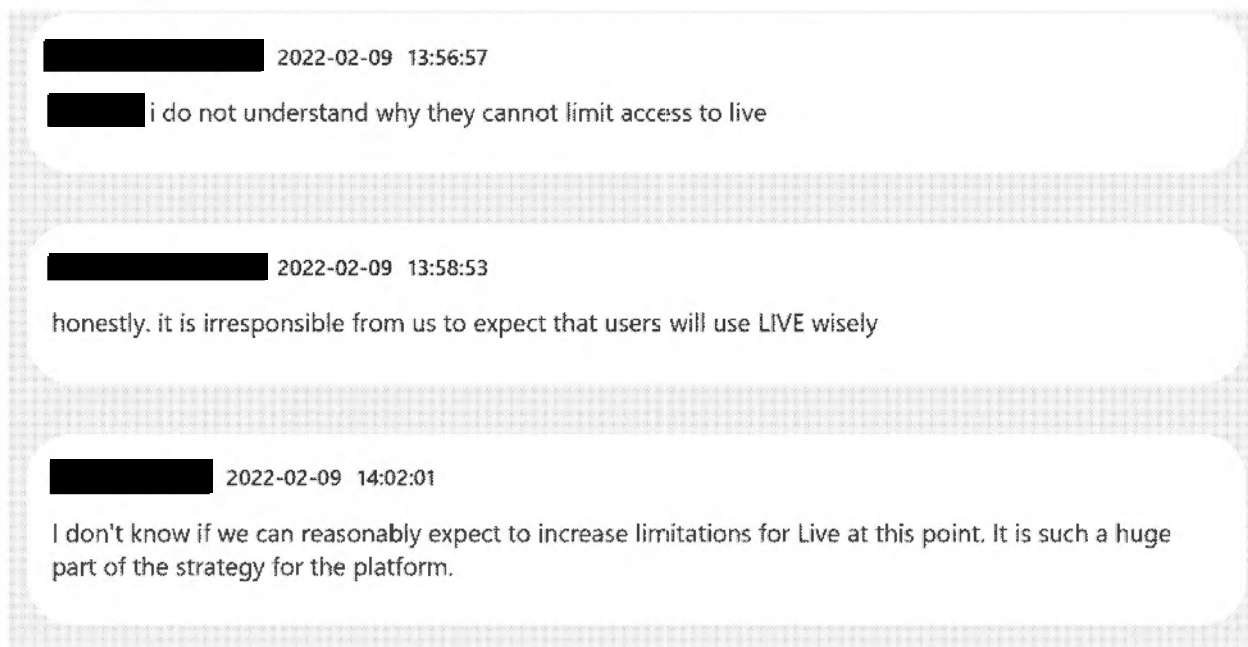 2022-02-09 13:56:57
i do not understand why they cannot limit access to live
2022-02-09 13:58:53
honestly. it is irresponsible from us to expect that users will use LIVE wisely
2022-02-09 14:02:01
I don't know if we can reasonably expect to increase limitations for Live at this point. It is such a huge
part of the strategy for the platform.